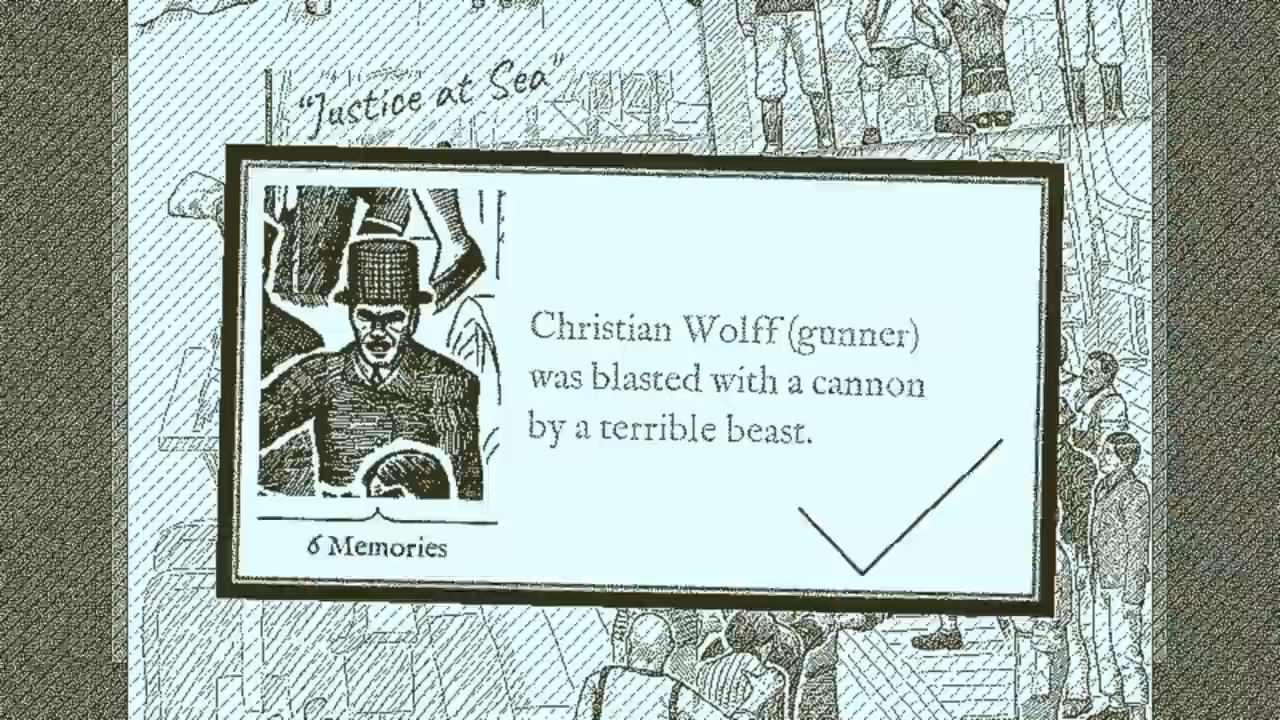 "Justice at Sea"
Christian Wolff (gunner)
was blasted with a cannon
by a terrible beast.
6 Memories